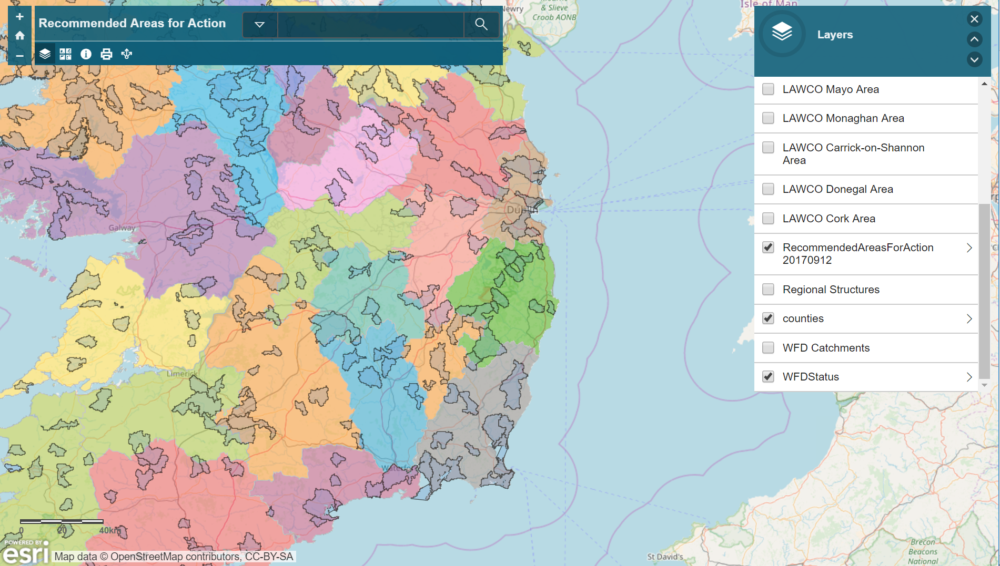 Newry
Mourne
& Slieve
Croob AONB
Isle of Man
+
Recommended Areas for Action
−
Layers
LAWCO Mayo Area
LAWCO Monaghan Area
LAWCO Carrick-on-Shannon
Area
LAWCO Donegal Area
LAWCO Cork Area
RecommendedAreasForAction
20170912
Regional Structures
counties
WFD Catchments
WFDStatus
Dublin
Galway
Limerick
Waterford
0 20 40km
POWERED BY
esri
Map data © OpenStreetMap contributors, CC-BY-SA
St David's
Brecon
Beacons
National